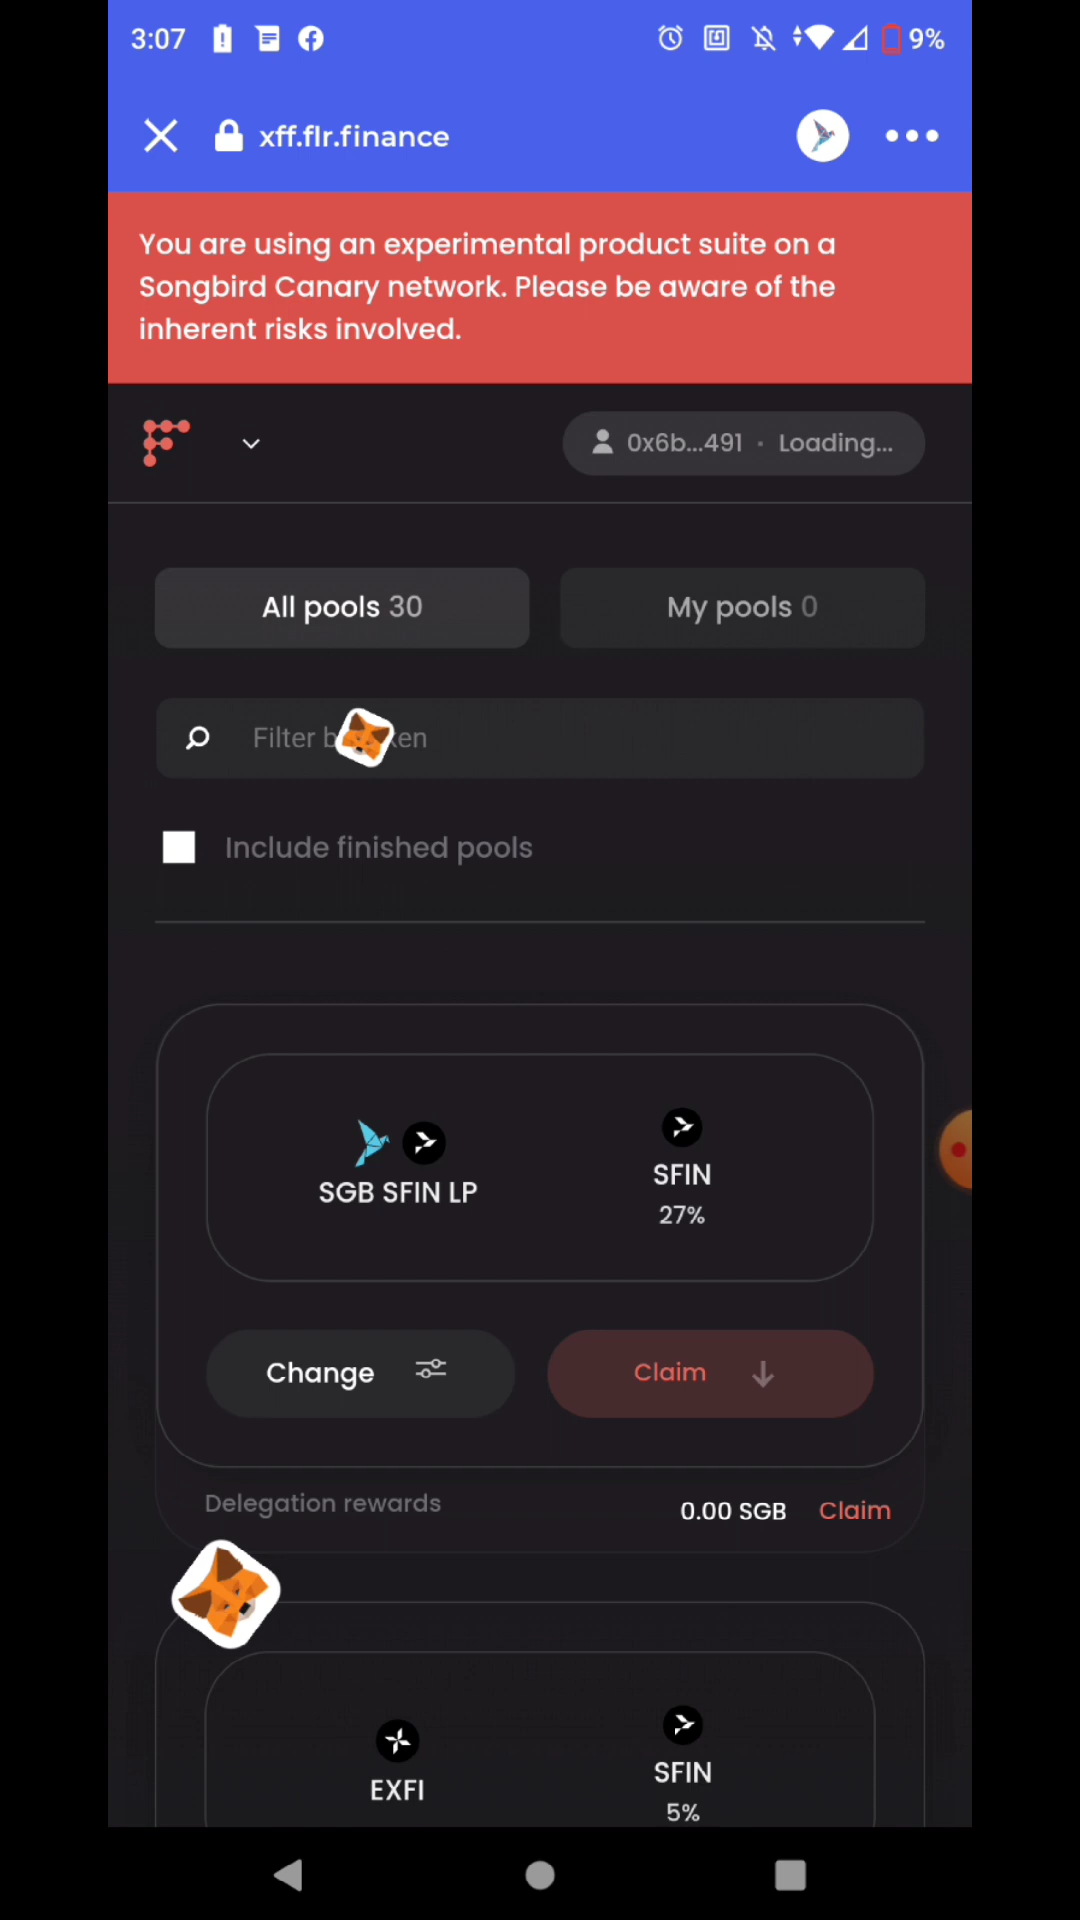 3:07
9%
xff.flr.finance
You are using an experimental product suite on a
Songbird Canary network. Please be aware of the
inherent risks involved.
0x6b...491 · Loading...
All pools 30
My pools 0
Filter b ken
Include finished pools
SGB SFIN LP
SFIN
27%
Change
Claim
Delegation rewards
0.00 SGB
Claim
EXFI
SFIN
5%